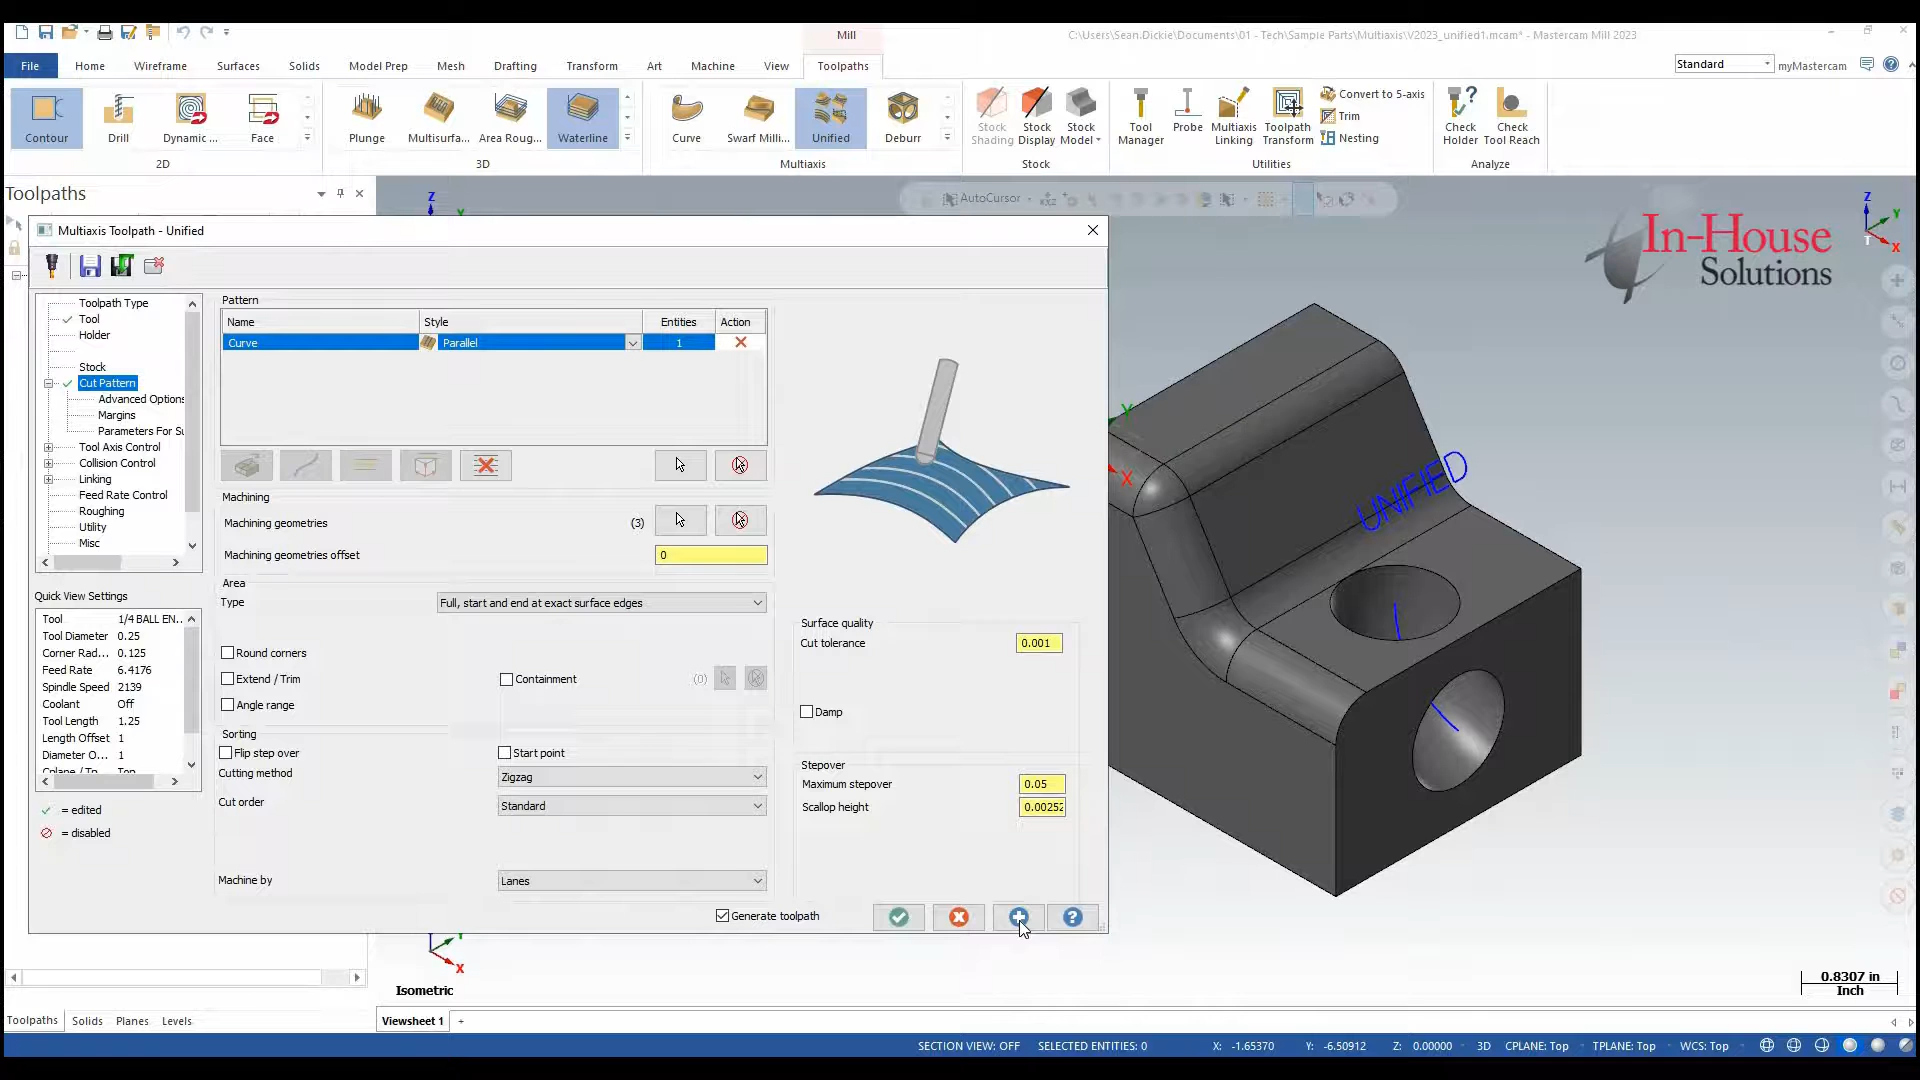 Mill
C:\Users\Sean.Dickie\Documents\01 - Tech\Sample Parts\Multiaxis\V2023_unified1.mcam* - Mastercam Mill 2023
File Home Wireframe Surfaces Solids Model Prep Mesh Drafting Transform Art Machine View Toolpaths
Standard myMastercam
Contour Drill Dynamic ... Face
2D
Plunge Multisurfa... Area Roug... Waterline
3D
Curve Swarf Milli... Unified Deburr
Multiaxis
Stock Shading Stock Display Stock Model
Stock
Tool Manager Probe Multiaxis Linking Toolpath Transform
Convert to 5-axis
Trim
Nesting
Utilities
Check Holder Check Tool Reach
Analyze
Toolpaths
AutoCursor
Z
Y
In-House
Solutions
Z
Y
T
X
Multiaxis Toolpath - Unified
Toolpath Type
Tool
Holder
Stock
Cut Pattern
Advanced Options
Margins
Parameters For Su
Tool Axis Control
Collision Control
Linking
Feed Rate Control
Roughing
Utility
Misc
Quick View Settings
Tool 1/4 BALL EN...
Tool Diameter 0.25
Corner Rad... 0.125
Feed Rate 6.4176
Spindle Speed 2139
Coolant Off
Tool Length 1.25
Length Offset 1
Diameter O... 1
Cplane / Tp... Top
= edited
= disabled
Pattern
Name Style Entities Action
Curve Parallel 1
Machining
Machining geometries (3)
Machining geometries offset 0
Area
Type Full, start and end at exact surface edges
Round corners
Extend / Trim Containment (0)
Angle range
Sorting
Flip step over Start point
Cutting method Zigzag
Cut order Standard
Machine by Lanes
Surface quality
Cut tolerance 0.001
Damp
Stepover
Maximum stepover 0.05
Scallop height 0.00252
Generate toolpath
Y
X
UNIFIED
X
Isometric
0.8307 in
Inch
Toolpaths Solids Planes Levels
Viewsheet 1 +
SECTION VIEW: OFF SELECTED ENTITIES: 0 X: -1.65370 Y: -6.50912 Z: 0.00000 3D CPLANE: Top TPLANE: Top WCS: Top